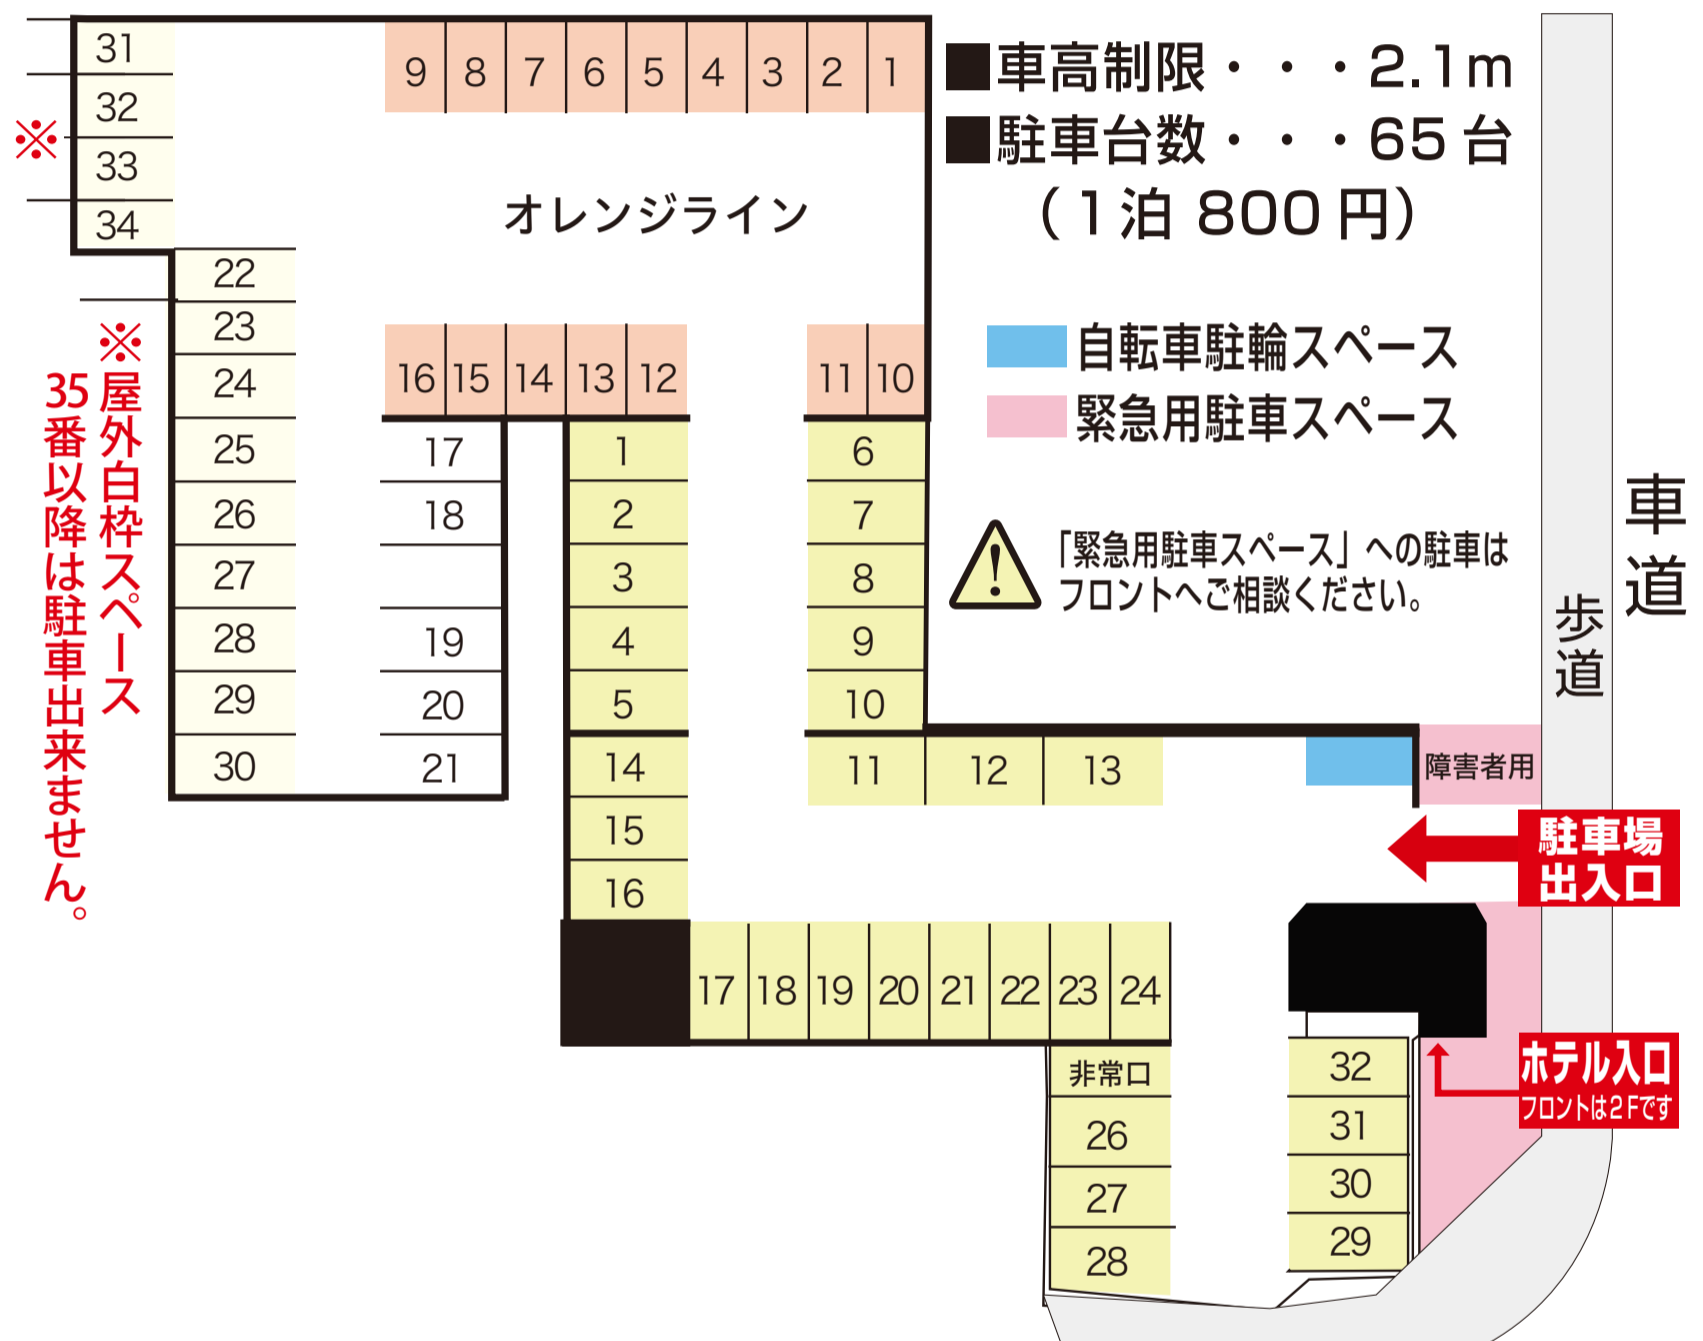 ■車高制限・・・2.1m
■駐車台数・・・65台
（1泊 800円）
31
32
※
33
34
9 8 7 6 5 4 3 2 1
オレンジライン
22
23
24
25
26
27
28
29
30
16 15 14 13 12
11 10
17
18
19
20
21
1
2
3
4
5
14
15
16
6
7
8
9
10
11 12 13
17 18 19 20 21 22 23 24
非常口
26
27
28
32
31
30
29
自転車駐輪スペース
緊急用駐車スペース
!
「緊急用駐車スペース」への駐車は
フロントへご相談ください。
車道
歩道
障害者用
駐車場
出入口
ホテル入口
フロントは2Fです
※屋外白枠スペース
35番以降は駐車出来ません。